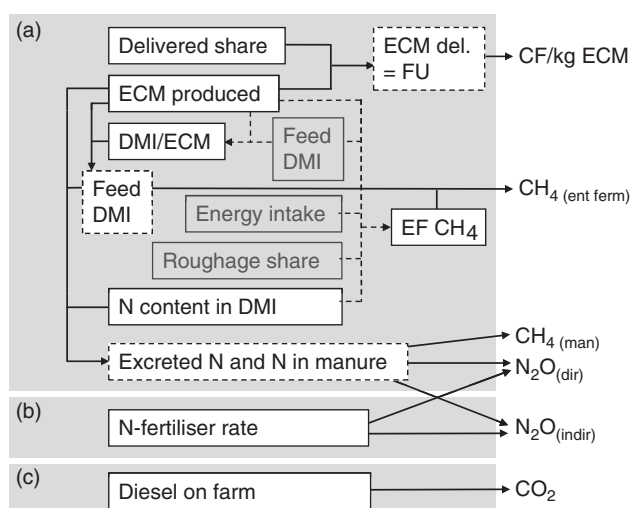 (a)
Delivered share
ECM del.
= FU
CF/kg ECM
ECM produced
DMI/ECM
Feed
DMI
Feed
DMI
CH4 (ent ferm)
Energy intake
EF CH4
Roughage share
N content in DMI
CH4 (man)
Excreted N and N in manure
N2O(dir)
(b)
N-fertiliser rate
N2O(indir)
(c)
Diesel on farm
CO2